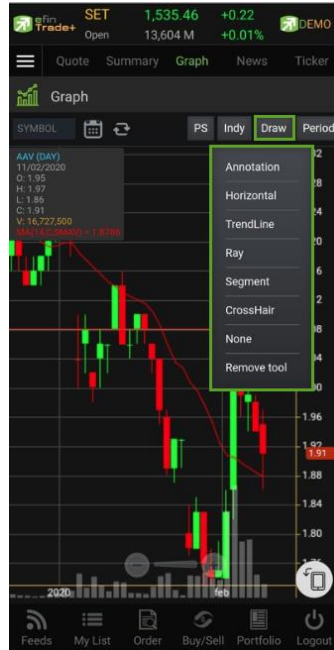 efin Trade+ SET 1,535.46 +0.22 DEMO
Open 13,604 M +0.01%
Quote Summary Graph News Ticker
Graph
SYMBOL PS Indy Draw Period
AAV (DAY)
11/02/2020
O: 1.95
H: 1.97
L: 1.86
C: 1.91
V: 16,727,500
Annotation
Horizontal
TrendLine
Ray
Segment
CrossHair
None
Remove tool
1.96
1.92
1.91
1.88
1.84
1.80
2020 feb
Feeds My List Order Buy/Sell Portfolio Logout